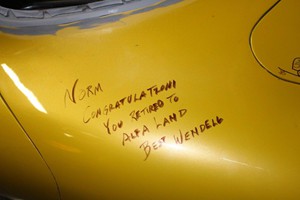 NORM
CONGRATULATIONS
YOU RETIRED TO
ALFA LAND
BEST WENDELL